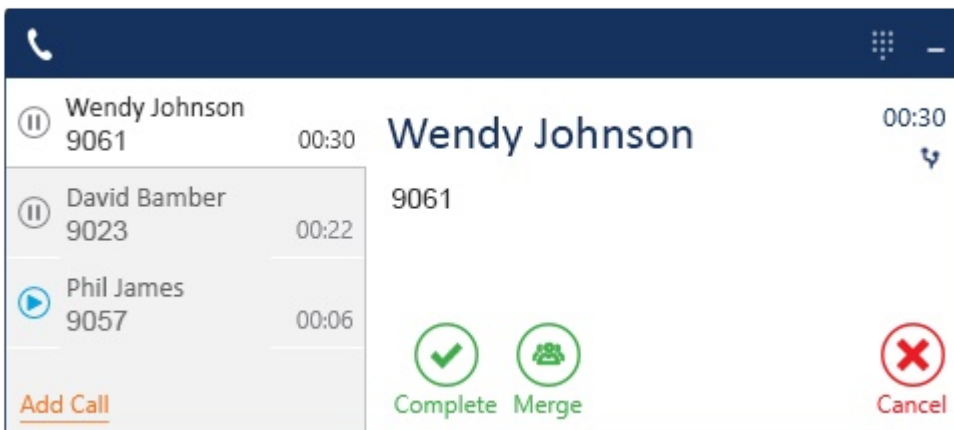 Wendy Johnson
9061 00:30
David Bamber
9023 00:22
Phil James
9057 00:06
Add Call
Wendy Johnson 00:30
9061
Complete Merge Cancel